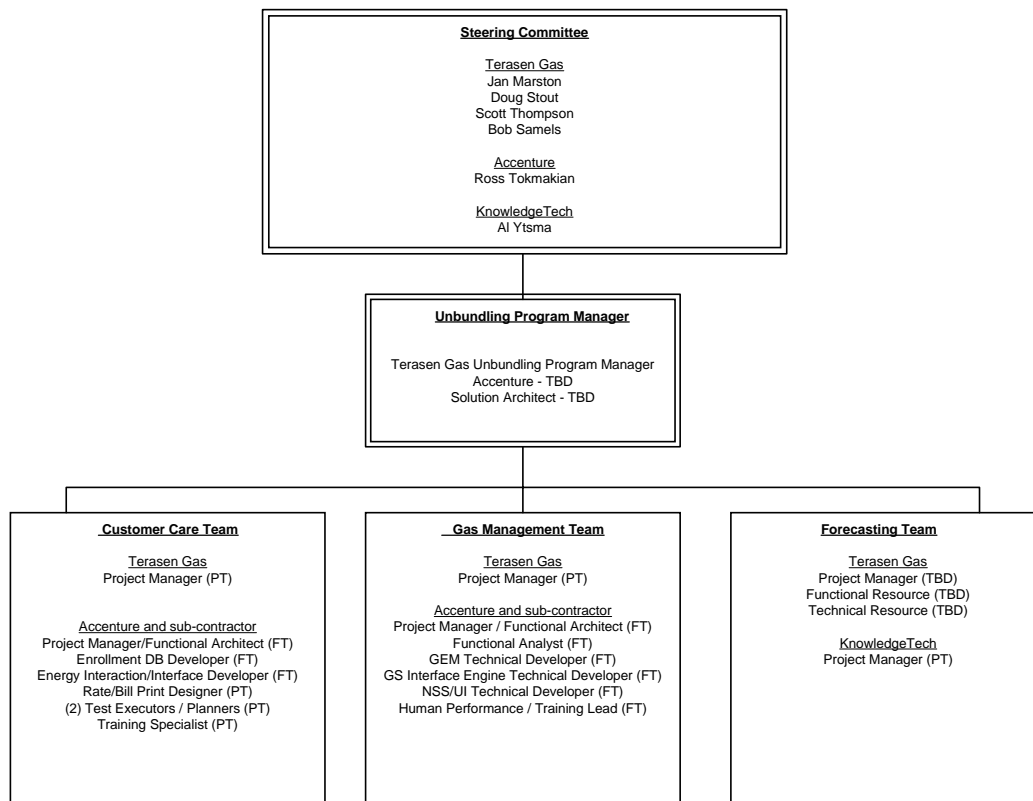 Steering Committee
Terasen Gas
Jan Marston
Doug Stout
Scott Thompson
Bob Samels
Accenture
Ross Tokmakian
KnowledgeTech
Al Ytsma
Unbundling Program Manager
Terasen Gas Unbundling Program Manager
Accenture - TBD
Solution Architect - TBD
Customer Care Team
Terasen Gas
Project Manager (PT)
Accenture and sub-contractor
Project Manager/Functional Architect (FT)
Enrollment DB Developer (FT)
Energy Interaction/Interface Developer (FT)
Rate/Bill Print Designer (PT)
(2) Test Executors / Planners (PT)
Training Specialist (PT)
Gas Management Team
Terasen Gas
Project Manager (PT)
Accenture and sub-contractor
Project Manager / Functional Architect (FT)
Functional Analyst (FT)
GEM Technical Developer (FT)
GS Interface Engine Technical Developer (FT)
NSS/UI Technical Developer (FT)
Human Performance / Training Lead (FT)
Forecasting Team
Terasen Gas
Project Manager (TBD)
Functional Resource (TBD)
Technical Resource (TBD)
KnowledgeTech
Project Manager (PT)